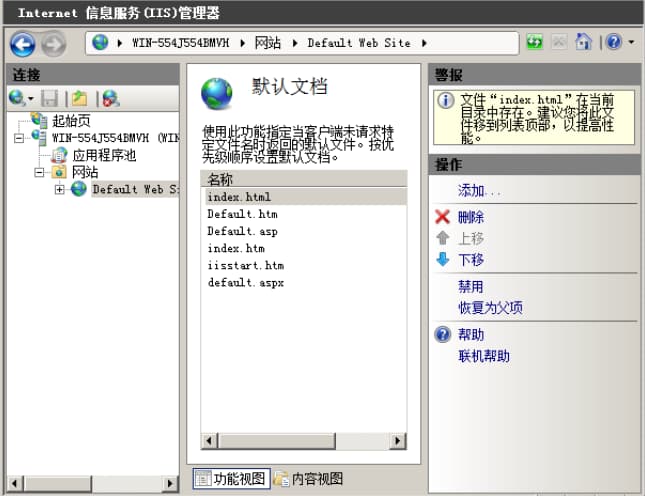 Internet 信息服务(IIS)管理器
WIN-554J554BMVH 网站 Default Web Site
连接
起始页
WIN-554J554BMVH (WIN
应用程序池
网站
Default Web Si
默认文档
使用此功能指定当客户端未请求特
定文件名时返回的默认文件。按优
先级顺序设置默认文档。
名称
index.html
Default.htm
Default.asp
index.htm
iisstart.htm
default.aspx
功能视图 内容视图
警报
文件“index.html”在当前
目录中存在。建议您将此文
件移到列表顶部，以提高性
能。
操作
添加...
删除
上移
下移
禁用
恢复为父项
帮助
联机帮助